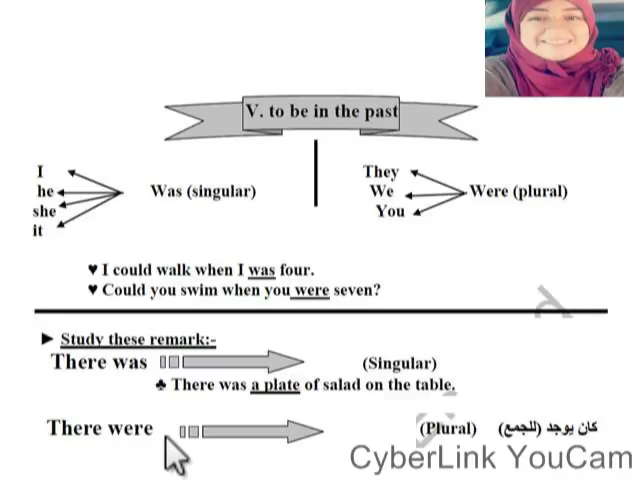 V. to be in the past
I
he
she
it
Was (singular)
They
We
You
Were (plural)
♥ I could walk when I was four.
♥ Could you swim when you were seven?
► Study these remark:-
There was (Singular)
♣ There was a plate of salad on the table.
There were (Plural) كان يوجد (للجمع)
CyberLink YouCam